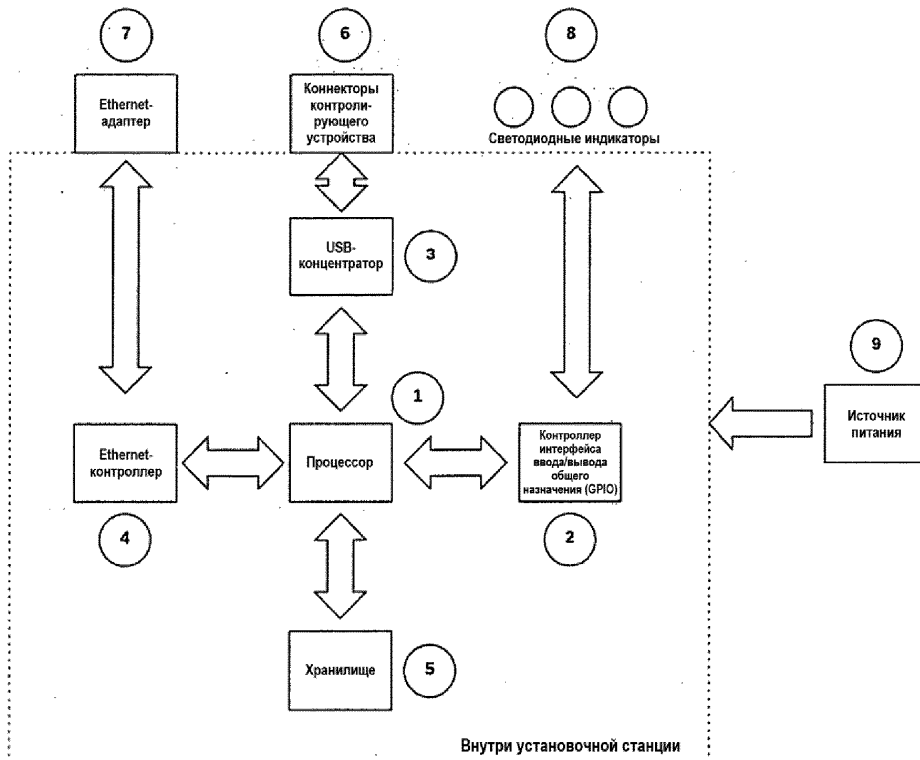 7
6
8
Ethernet-
адаптер
Коннекторы
контроли-
рующего
устройства
Светодиодные индикаторы
USB-
концентратор
3
9
1
Источник
питания
Ethernet-
контроллер
Процессор
Контроллер
интерфейса
ввода/вывода
общего
назначения (GPIO)
4
2
Хранилище
5
Внутри установочной станции